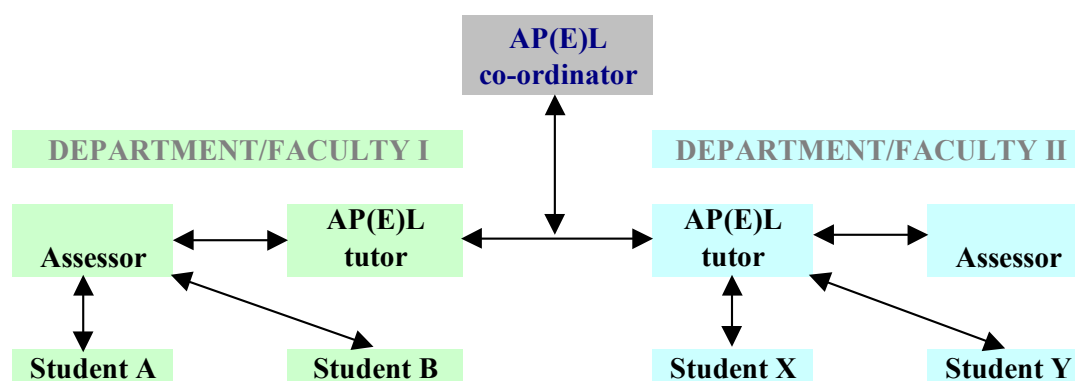 AP(E)L
co-ordinator
DEPARTMENT/FACULTY I
DEPARTMENT/FACULTY II
Assessor
AP(E)L
tutor
AP(E)L
tutor
Assessor
Student A
Student B
Student X
Student Y